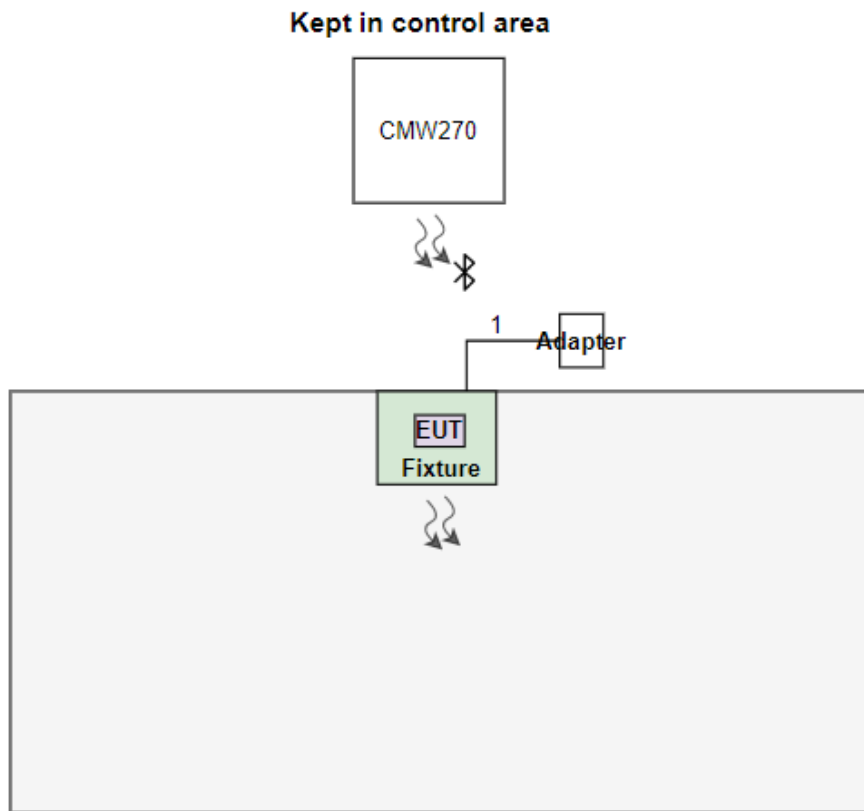 Kept in control area
CMW270
1
Adapter
EUT
Fixture